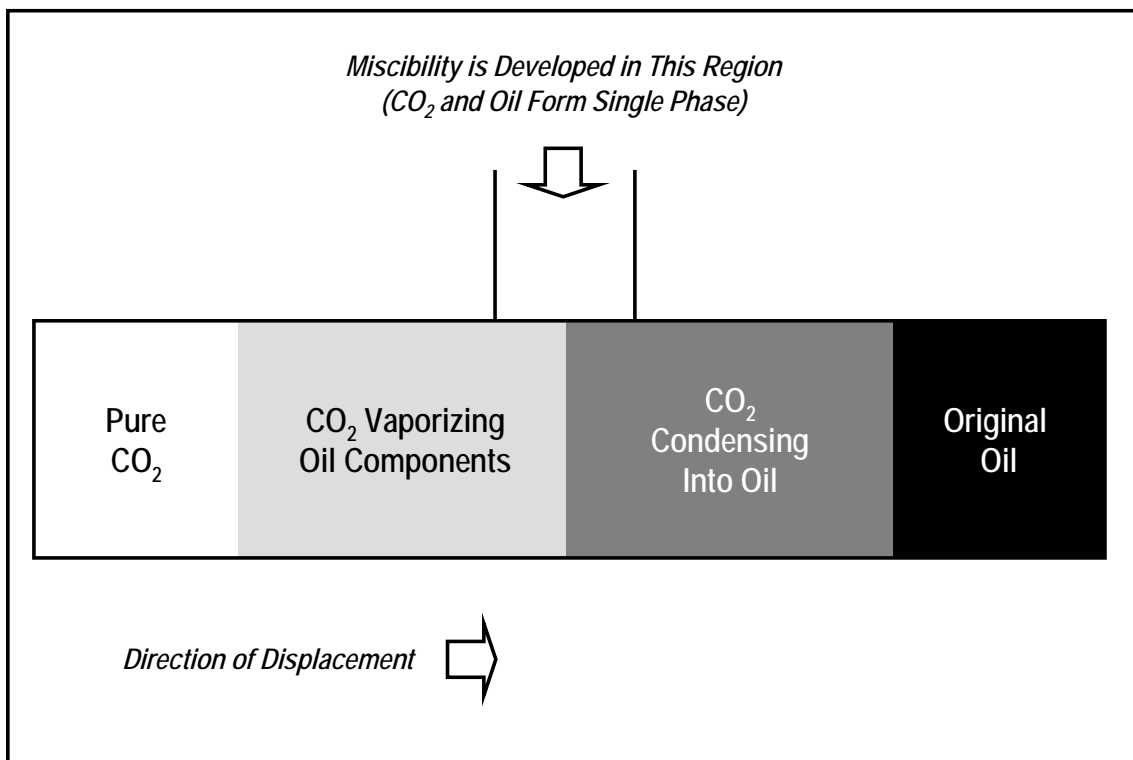 Miscibility is Developed in This Region
(CO₂ and Oil Form Single Phase)
Pure
CO₂
CO₂ Vaporizing
Oil Components
CO₂
Condensing
Into Oil
Original
Oil
Direction of Displacement